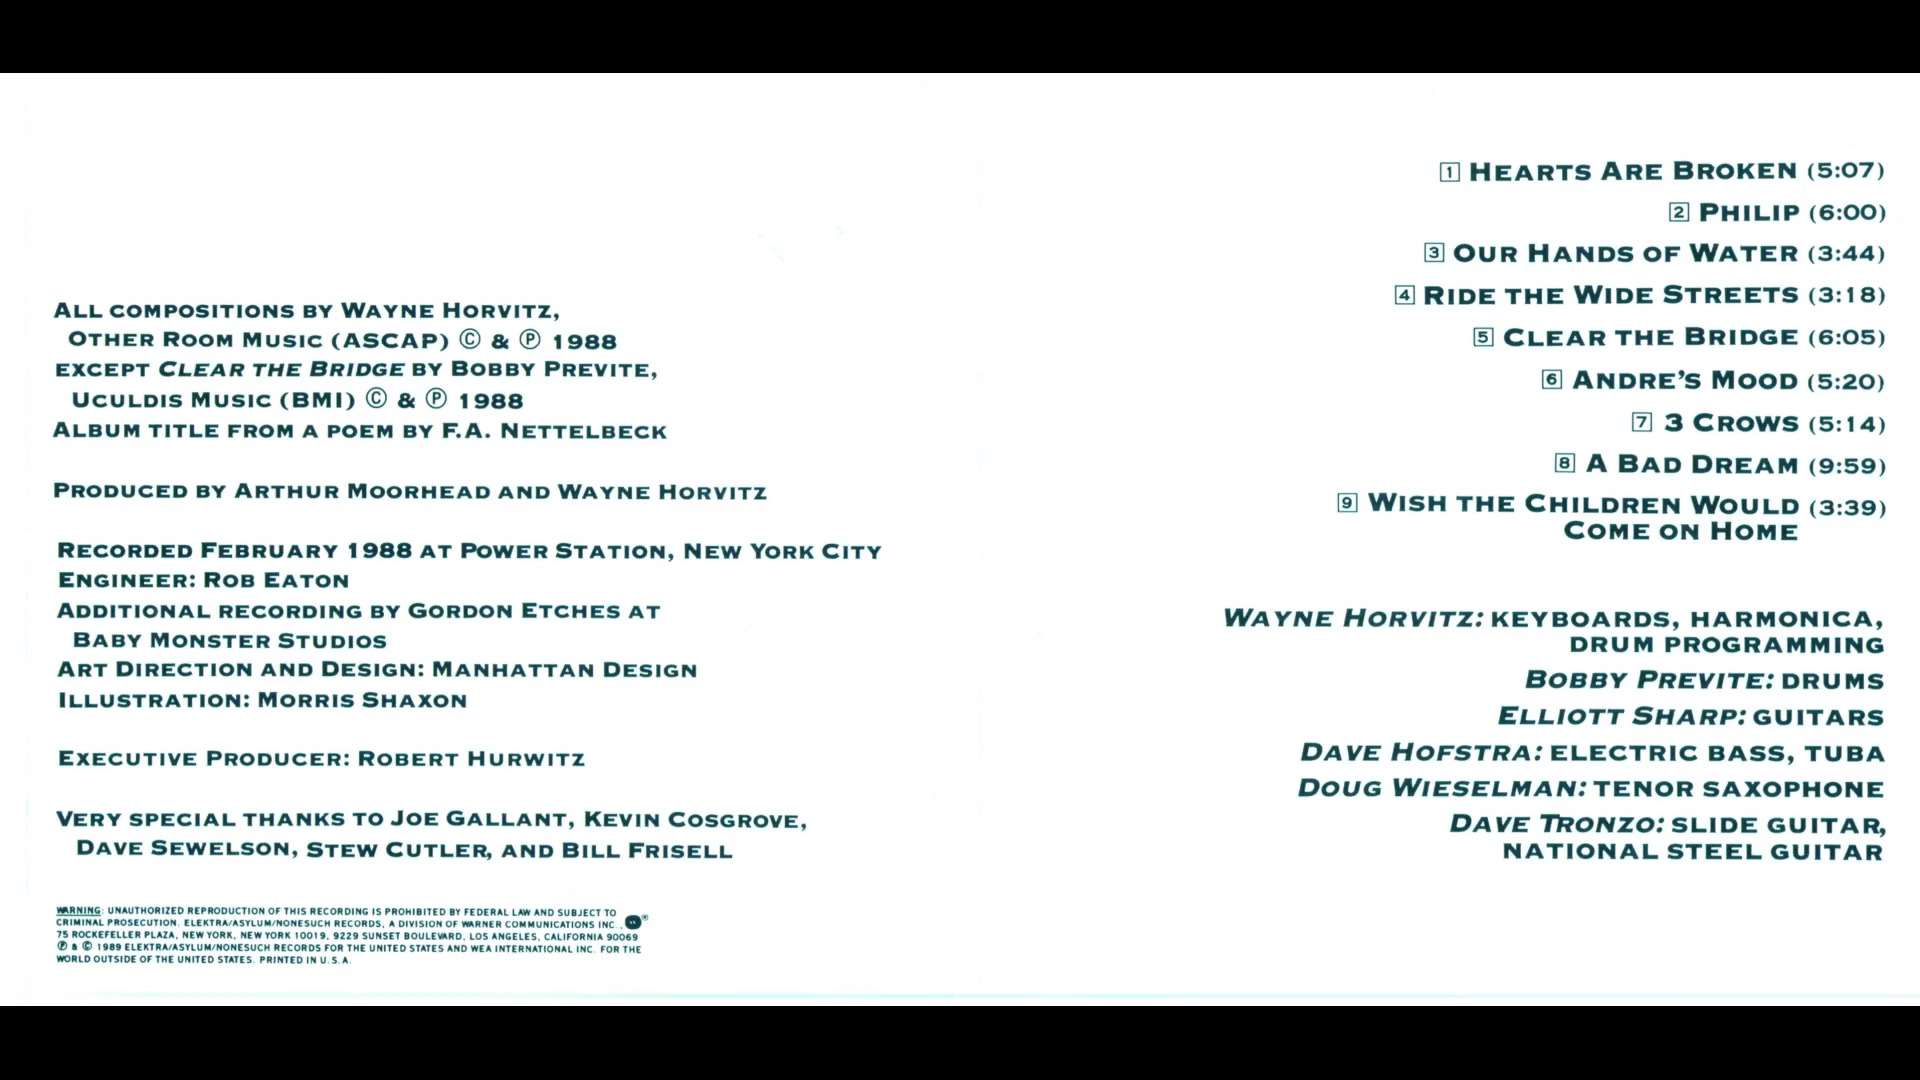 All compositions by Wayne Horvitz,
Other Room Music (ASCAP) © & ℗ 1988
except Clear the Bridge by Bobby Previte,
Uculdis Music (BMI) © & ℗ 1988
Album title from a poem by F.A. Nettelbeck
Produced by Arthur Moorhead and Wayne Horvitz
Recorded February 1988 at Power Station, New York City
Engineer: Rob Eaton
Additional recording by Gordon Etches at
Baby Monster Studios
Art Direction and Design: Manhattan Design
Illustration: Morris Shaxon
Executive Producer: Robert Hurwitz
Very special thanks to Joe Gallant, Kevin Cosgrove,
Dave Sewelson, Stew Cutler, and Bill Frisell
WARNING: UNAUTHORIZED REPRODUCTION OF THIS RECORDING IS PROHIBITED BY FEDERAL LAW AND SUBJECT TO
CRIMINAL PROSECUTION. ELEKTRA/ASYLUM/NONESUCH RECORDS, A DIVISION OF WARNER COMMUNICATIONS INC., ®
75 ROCKEFELLER PLAZA, NEW YORK, NEW YORK 10019, 9229 SUNSET BOULEVARD, LOS ANGELES, CALIFORNIA 90069
℗ & © 1989 ELEKTRA/ASYLUM/NONESUCH RECORDS FOR THE UNITED STATES AND WEA INTERNATIONAL INC. FOR THE
WORLD OUTSIDE OF THE UNITED STATES. PRINTED IN U.S.A.
1 Hearts Are Broken (5:07)
2 Philip (6:00)
3 Our Hands of Water (3:44)
4 Ride the Wide Streets (3:18)
5 Clear the Bridge (6:05)
6 Andre's Mood (5:20)
7 3 Crows (5:14)
8 A Bad Dream (9:59)
9 Wish the Children Would (3:39)
Come on Home
Wayne Horvitz: keyboards, harmonica,
drum programming
Bobby Previte: drums
Elliott Sharp: guitars
Dave Hofstra: electric bass, tuba
Doug Wieselman: tenor saxophone
Dave Tronzo: slide guitar,
national steel guitar